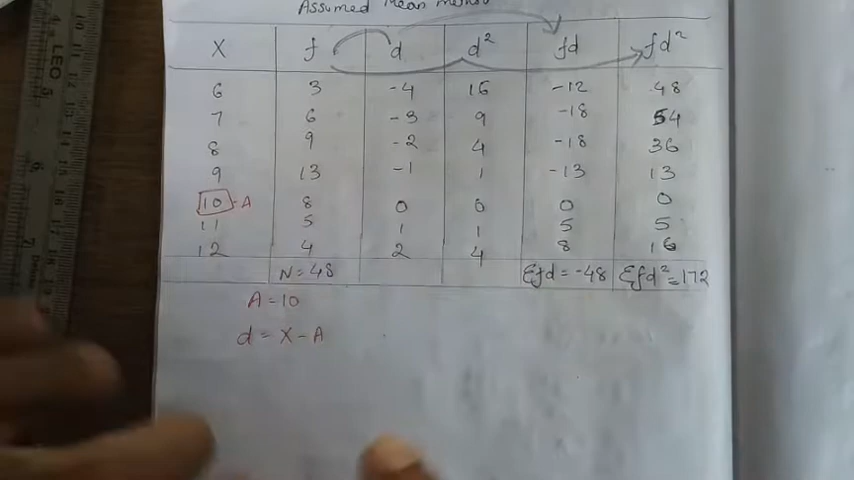 Assumed Mean method
X f d d² fd fd²
6 3 -4 16 -12 48
7 6 -3 9 -18 54
8 9 -2 4 -18 36
9 13 -1 1 -13 13
10 -A 8 0 0 0 0
11 5 1 1 5 5
12 4 2 4 8 16
N = 48 Σfd = -48 Σfd² = 172
A = 10
d = X - A